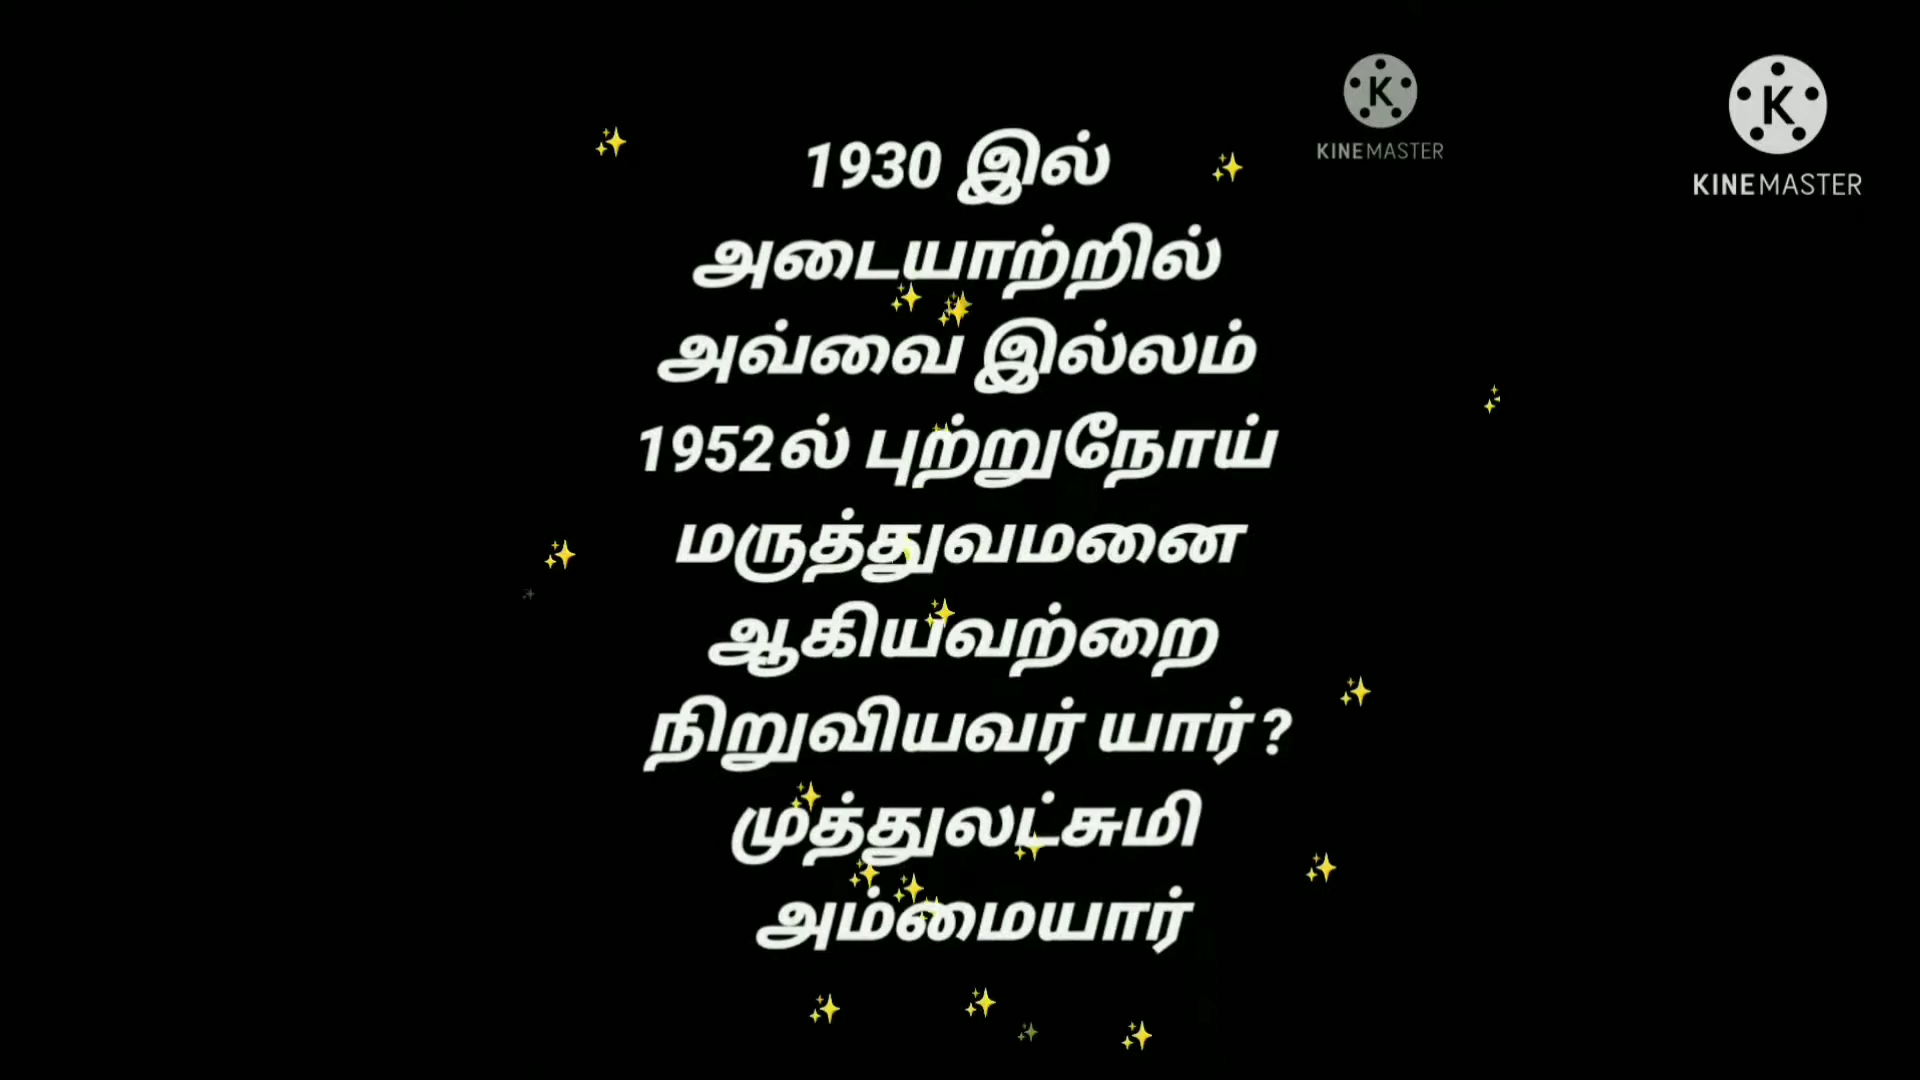 1930 இல்
அடையாற்றில்
அவ்வை இல்லம்
1952ல் புற்றுநோய்
மருத்துவமனை
ஆகியவற்றை
நிறுவியவர் யார்?
முத்துலட்சுமி
அம்மையார்
KINEMASTER
KINEMASTER